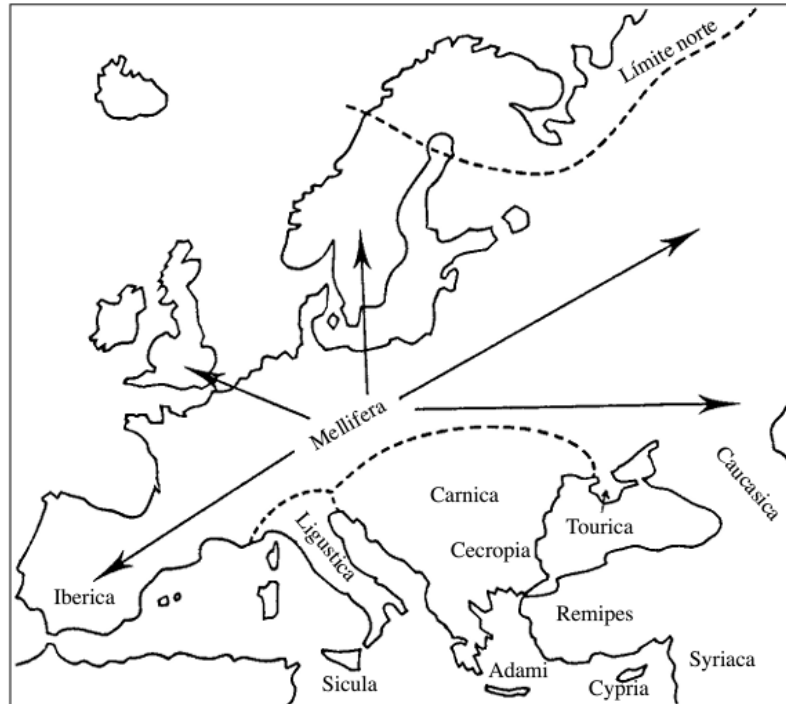 Límite norte
Mellifera
Caucasica
Carnica
Ligustica
Tourica
Cecropia
Iberica
Remipes
Adami
Syriaca
Sicula
Cypria